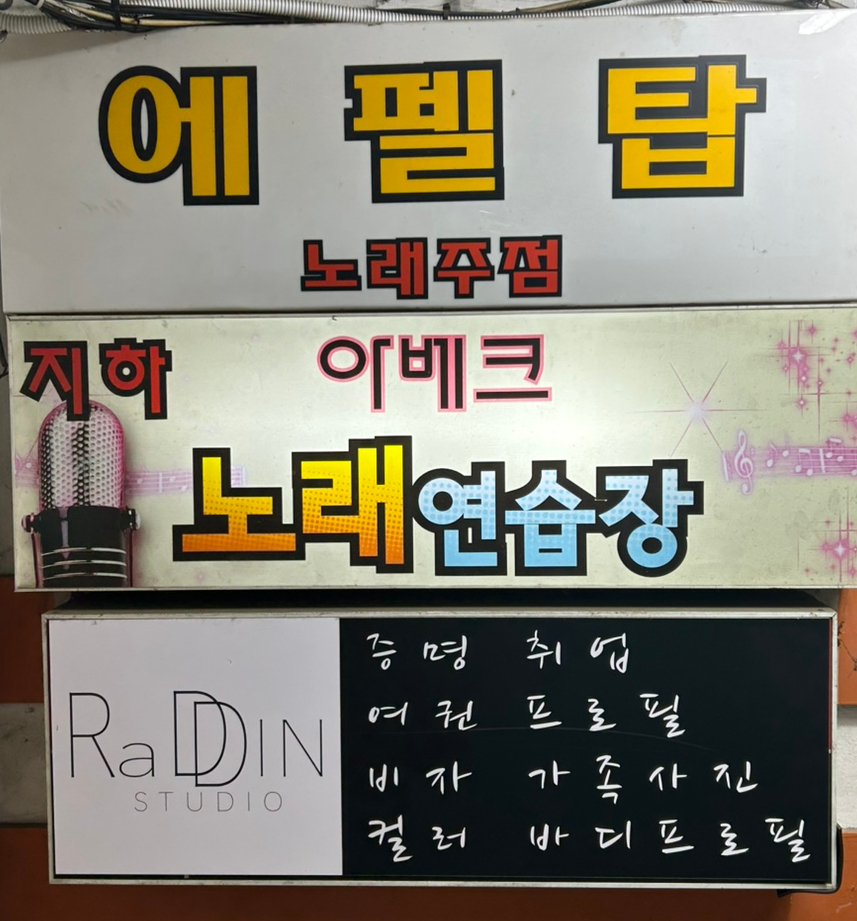 에펠탑
노래주점
지하 아베크
노래연습장
RaDDIN
STUDIO
증명 취업
여권 프로필
비자 가족사진
컬러 바디프로필